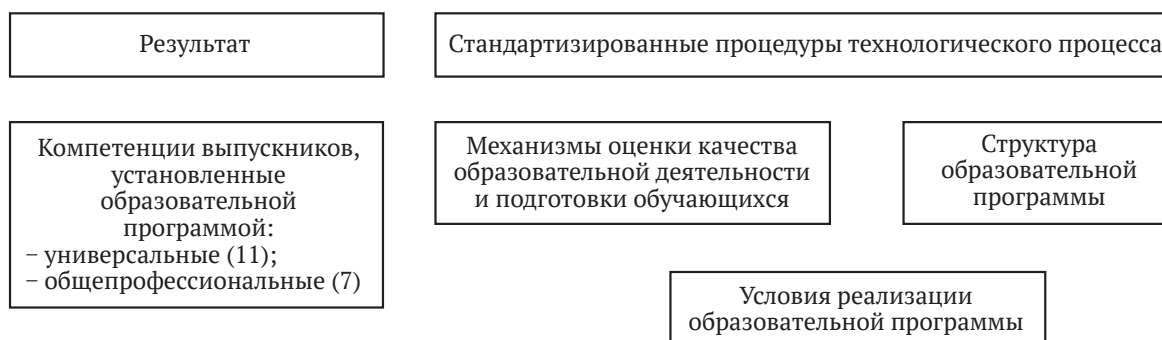 Результат
Стандартизированные процедуры технологического процесса
Компетенции выпускников,
установленные
образовательной
программой:
− универсальные (11);
− общепрофессиональные (7)
Механизмы оценки качества
образовательной деятельности
и подготовки обучающихся
Структура
образовательной
программы
Условия реализации
образовательной программы